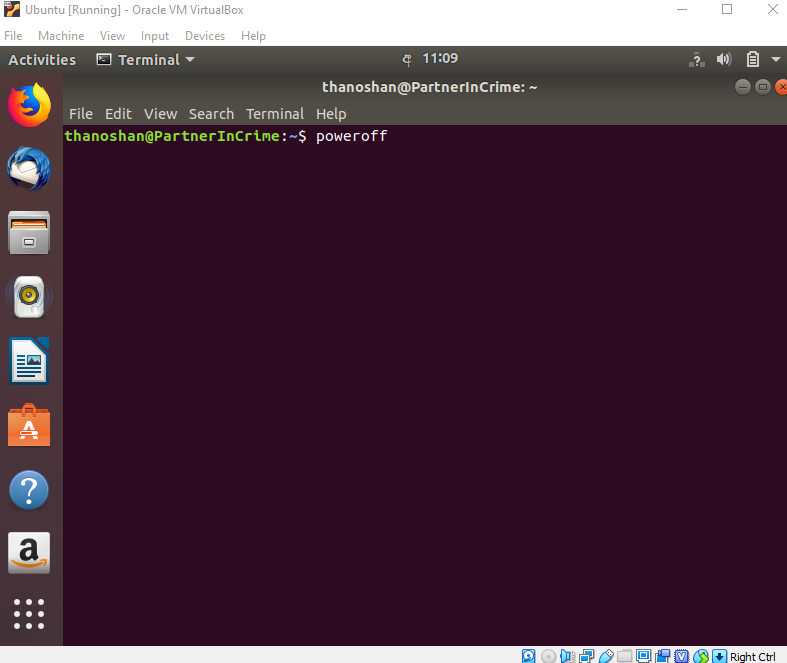 Ubuntu [Running] - Oracle VM VirtualBox
File Machine View Input Devices Help
Activities Terminal 11:09
thanoshan@PartnerInCrime: ~
File Edit View Search Terminal Help
thanoshan@PartnerInCrime:~$ poweroff
Right Ctrl